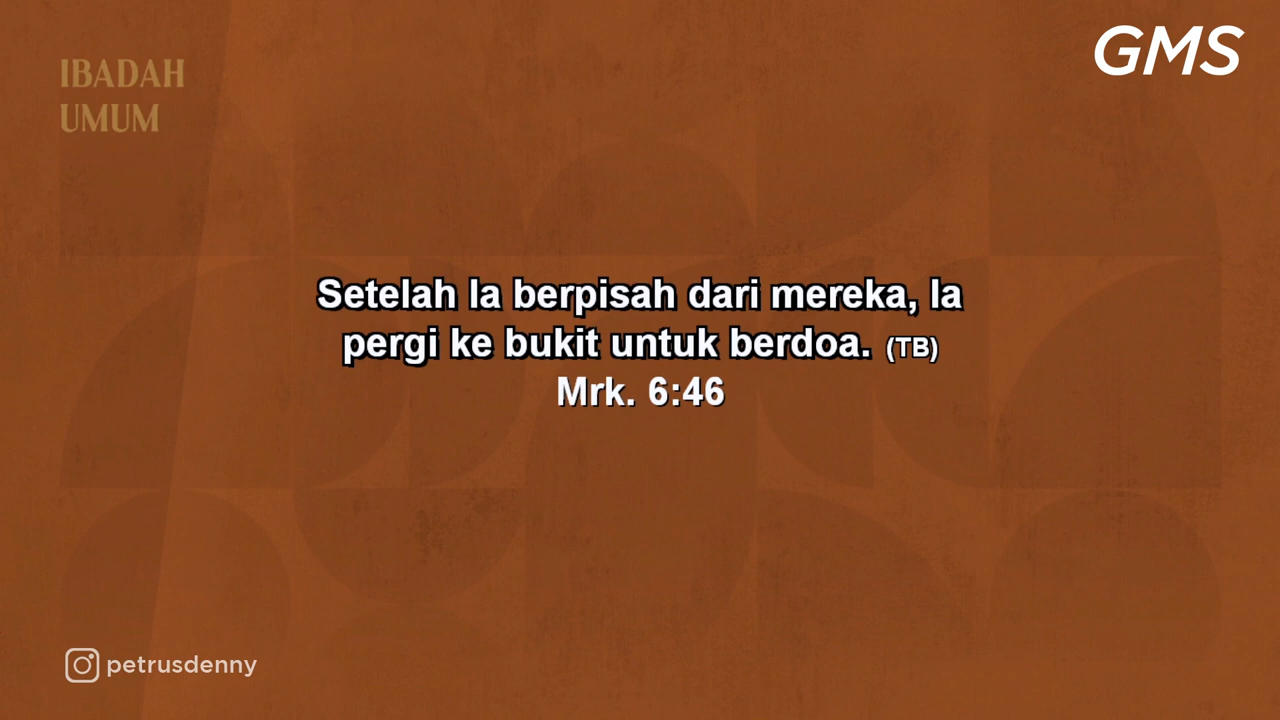 IBADAH
UMUM
GMS
Setelah Ia berpisah dari mereka, Ia
pergi ke bukit untuk berdoa. (TB)
Mrk. 6:46
petrusdenny